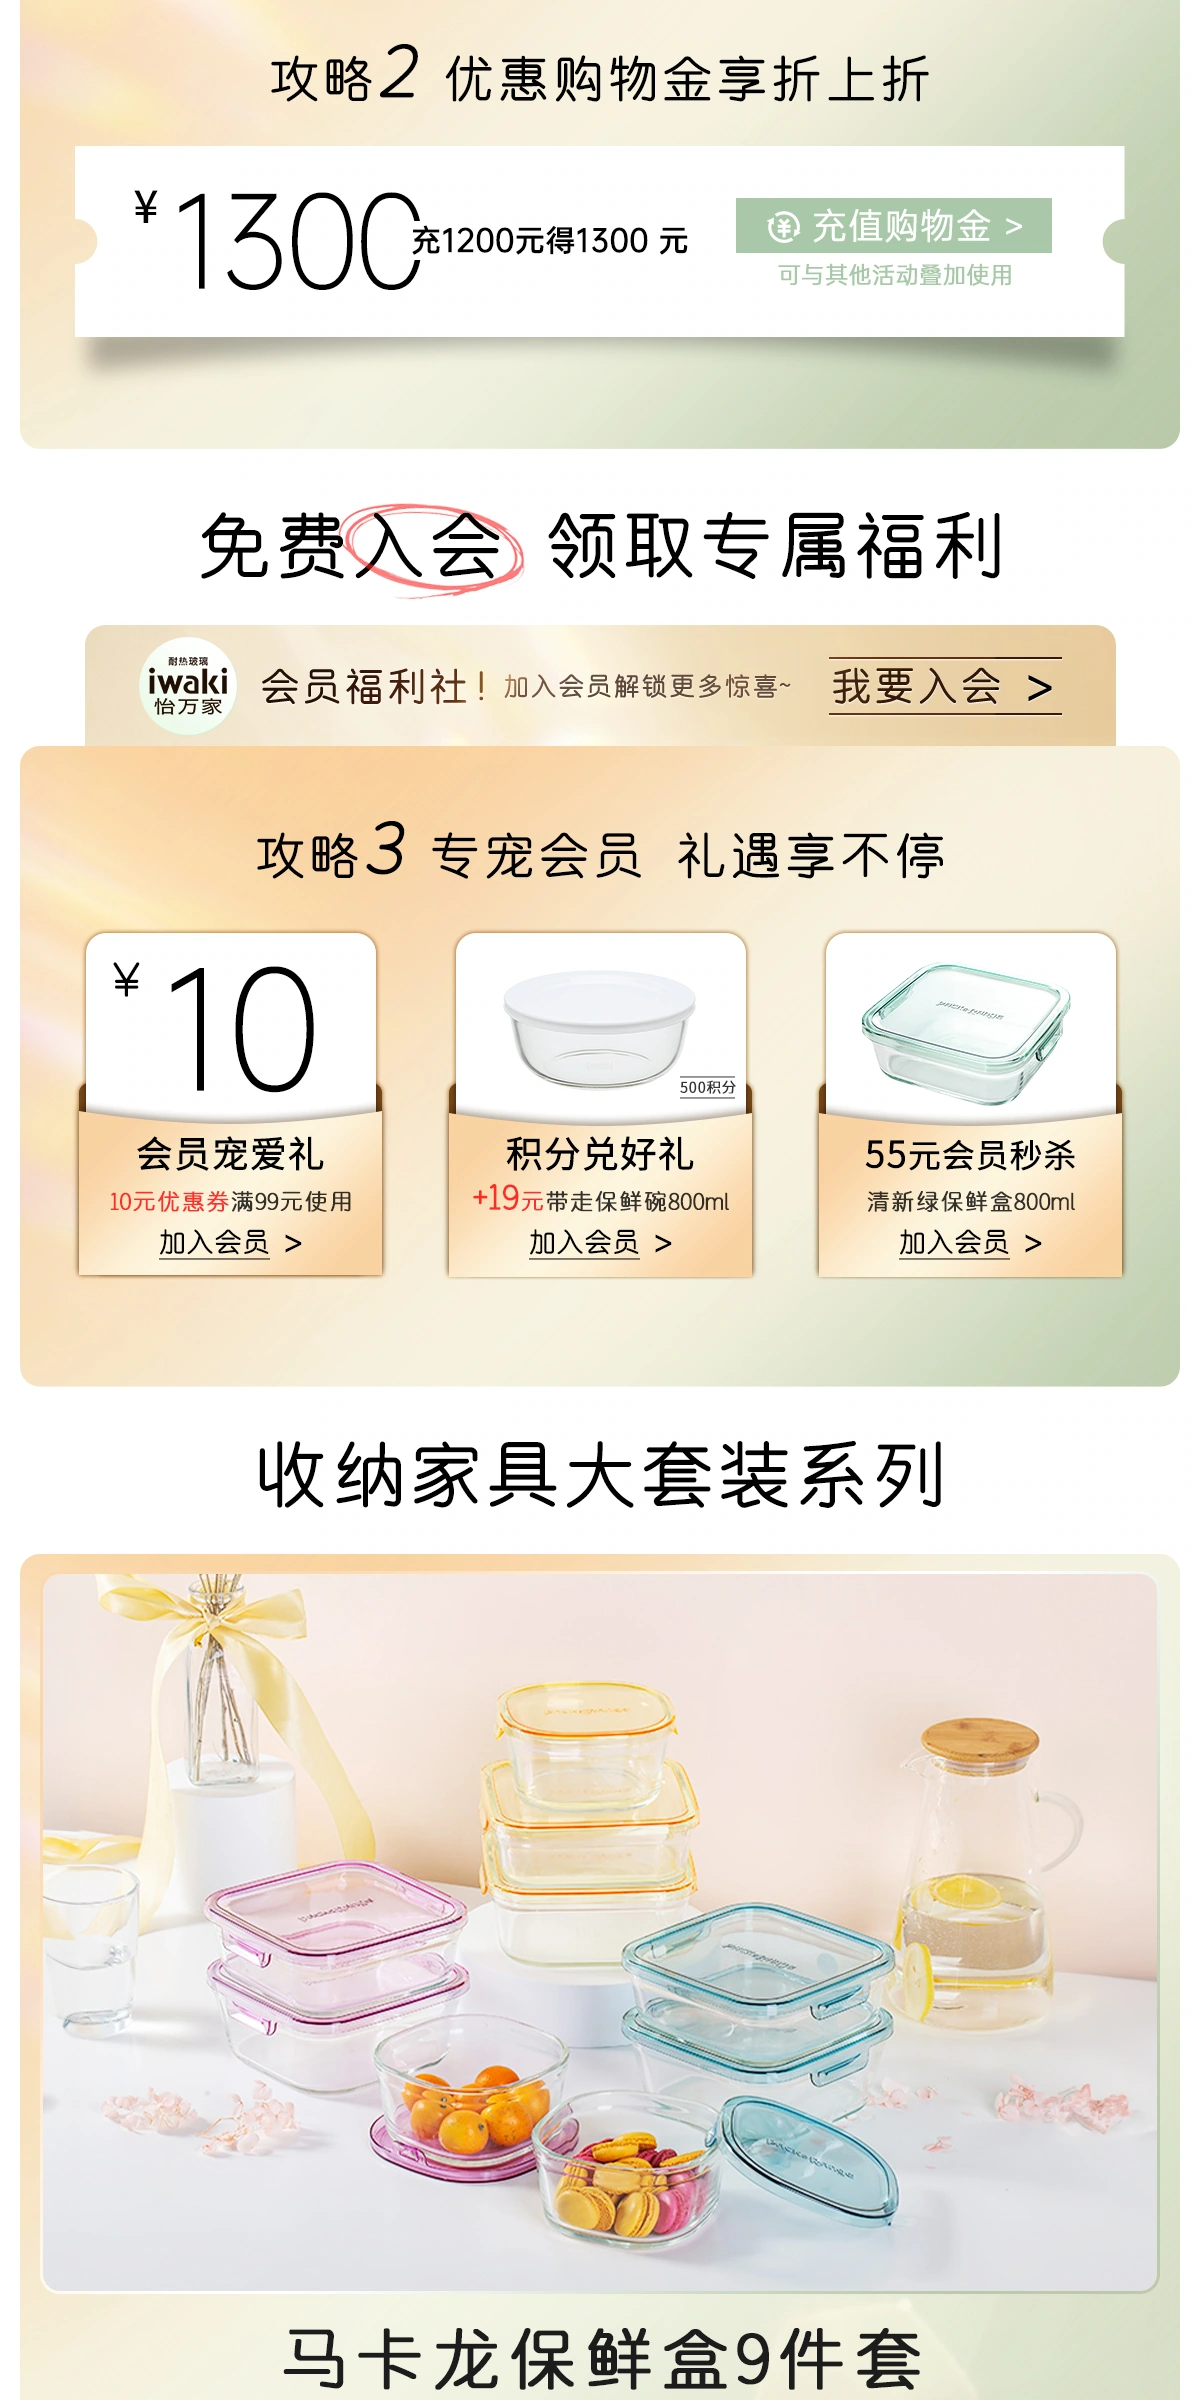 攻略2 优惠购物金享折上折
¥ 1300
充1200元得1300 元
充值购物金 >
可与其他活动叠加使用
免费入会 领取专属福利
耐热玻璃
iwaki
怡万家
会员福利社! 加入会员解锁更多惊喜~
我要入会 >
攻略3 专宠会员 礼遇享不停
¥ 10
会员宠爱礼
10元优惠券满99元使用
加入会员 >
500积分
积分兑好礼
+19元带走保鲜碗800ml
加入会员 >
55元会员秒杀
清新绿保鲜盒800ml
加入会员 >
收纳家具大套装系列
马卡龙保鲜盒9件套